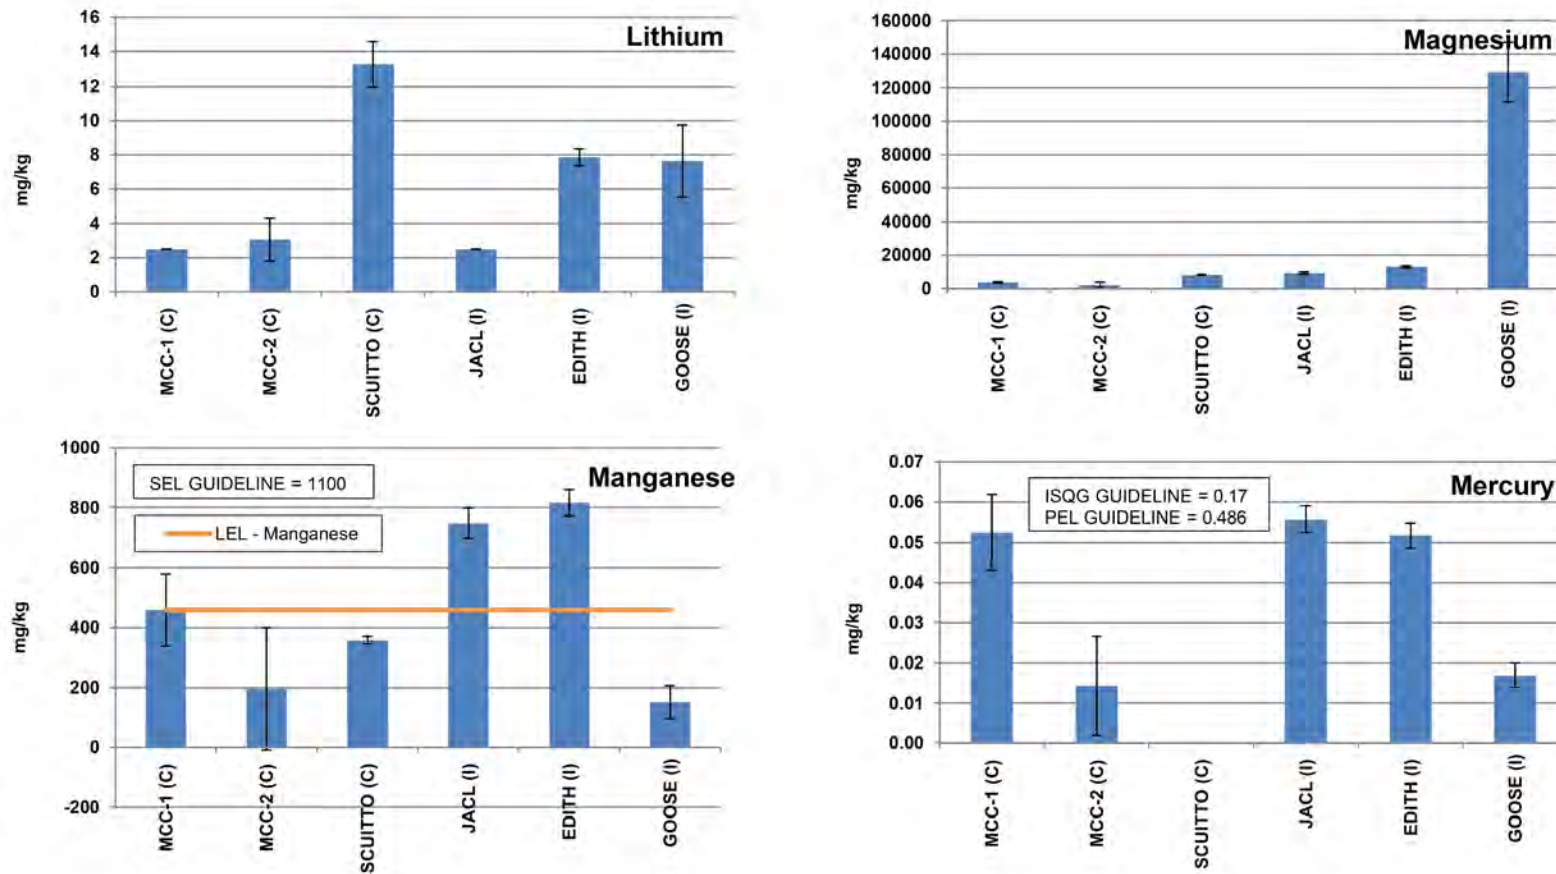 Lithium
16
14
12
10
8
6
4
2
0
mg/kg
MCC-1 (C)
MCC-2 (C)
SCUITTO (C)
JACL (I)
EDITH (I)
GOOSE (I)
Magnesium
160000
140000
120000
100000
80000
60000
40000
20000
0
mg/kg
MCC-1 (C)
MCC-2 (C)
SCUITTO (C)
JACL (I)
EDITH (I)
GOOSE (I)
Manganese
SEL GUIDELINE = 1100
LEL - Manganese
1000
800
600
400
200
0
-200
mg/kg
MCC-1 (C)
MCC-2 (C)
SCUITTO (C)
JACL (I)
EDITH (I)
GOOSE (I)
Mercury
ISQG GUIDELINE = 0.17
PEL GUIDELINE = 0.486
0.07
0.06
0.05
0.04
0.03
0.02
0.01
0.00
mg/kg
MCC-1 (C)
MCC-2 (C)
SCUITTO (C)
JACL (I)
EDITH (I)
GOOSE (I)